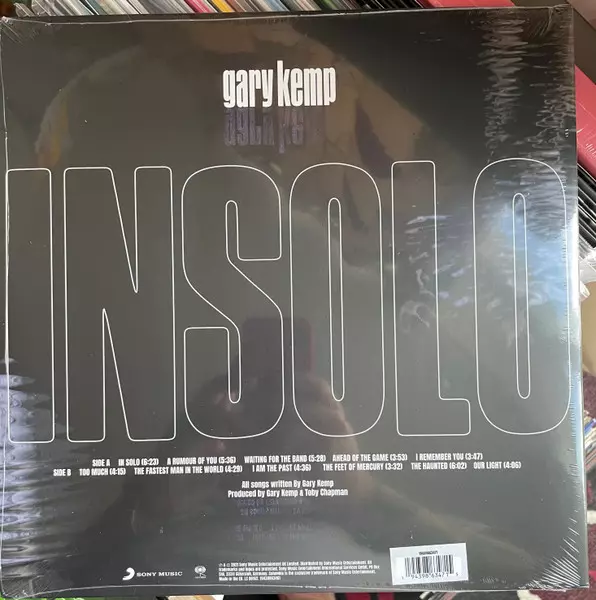 gary kemp
INSOLO
SIDE A IN SOLO (6:23) A RUMOUR OF YOU (5:36) WAITING FOR THE BAND (5:28) AHEAD OF THE GAME (3:53) I REMEMBER YOU (3:47)
SIDE B TOO MUCH (4:15) THE FASTEST MAN IN THE WORLD (4:29) I AM THE PAST (4:36) THE FEET OF MERCURY (3:32) THE HAUNTED (6:02) OUR LIGHT (4:06)
All songs written By Gary Kemp
Produced by Gary Kemp & Toby Chapman
SONY MUSIC